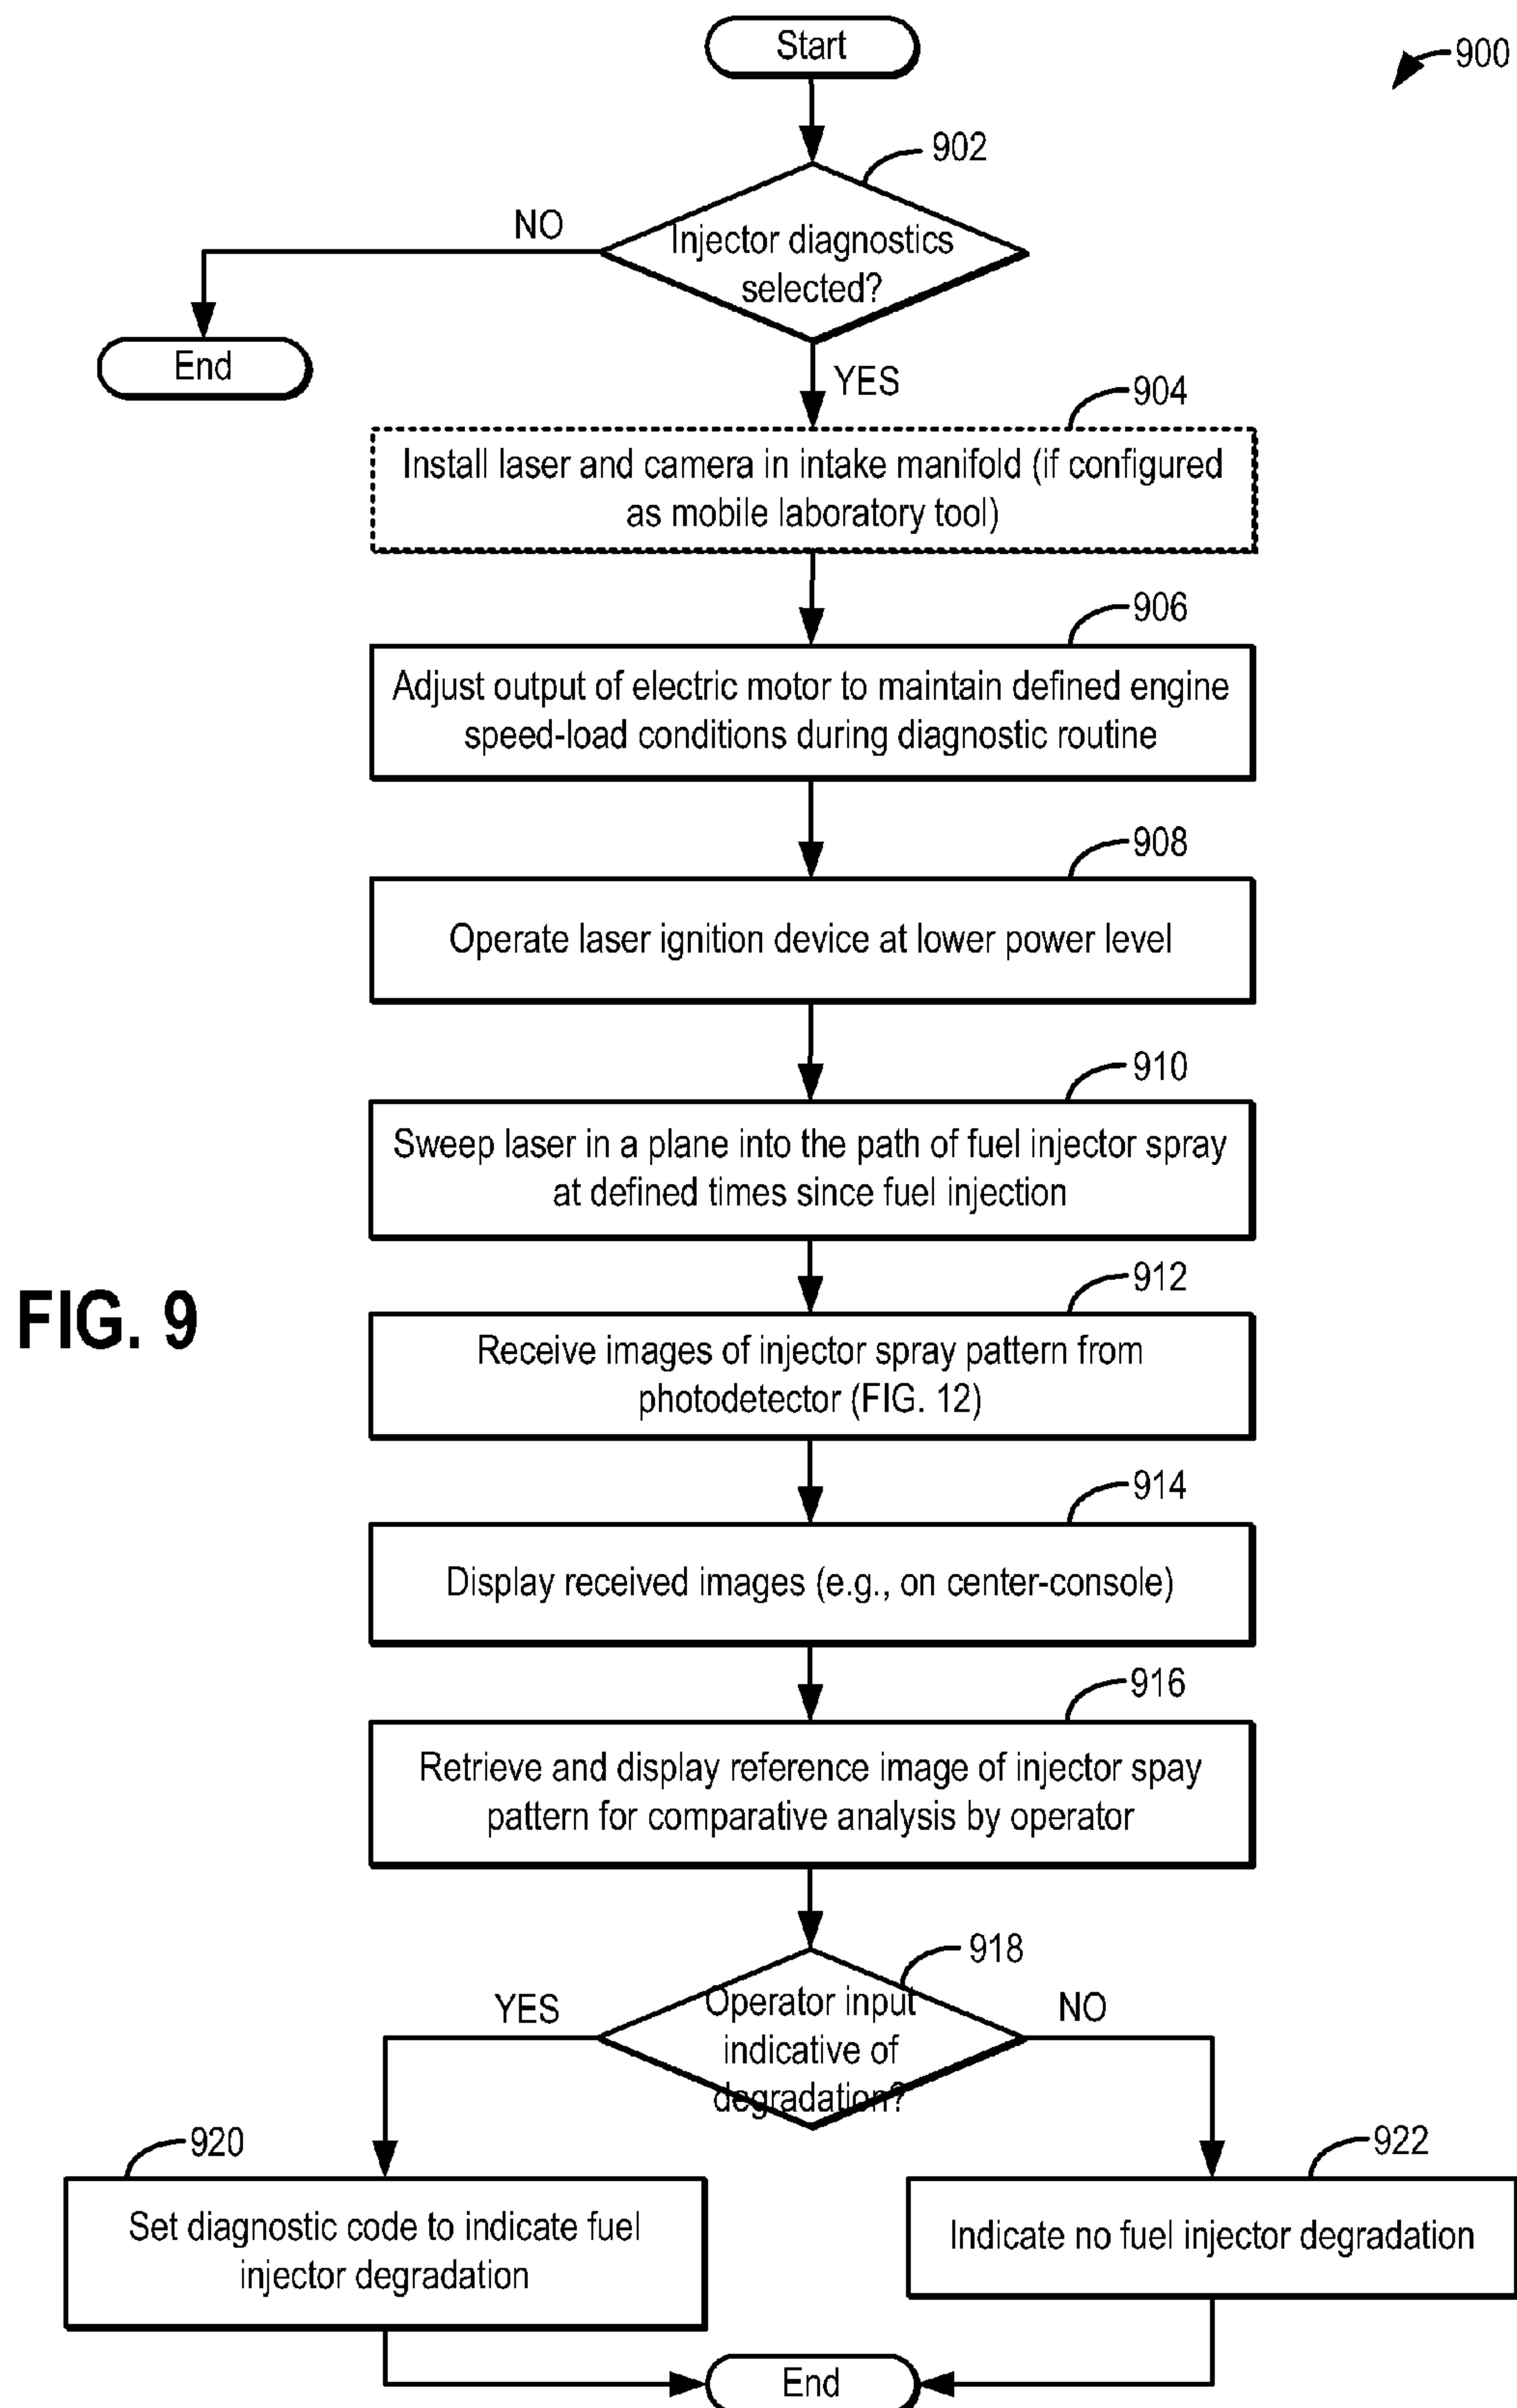 Start
900
902
Injector diagnostics
selected?
NO
End
YES
904
Install laser and camera in intake manifold (if configured
as mobile laboratory tool)
906
Adjust output of electric motor to maintain defined engine
speed-load conditions during diagnostic routine
908
Operate laser ignition device at lower power level
910
Sweep laser in a plane into the path of fuel injector spray
at defined times since fuel injection
FIG. 9
912
Receive images of injector spray pattern from
photodetector (FIG. 12)
914
Display received images (e.g., on center-console)
916
Retrieve and display reference image of injector spay
pattern for comparative analysis by operator
918
Operator input
indicative of
degradation?
YES
NO
920
Set diagnostic code to indicate fuel
injector degradation
922
Indicate no fuel injector degradation
End